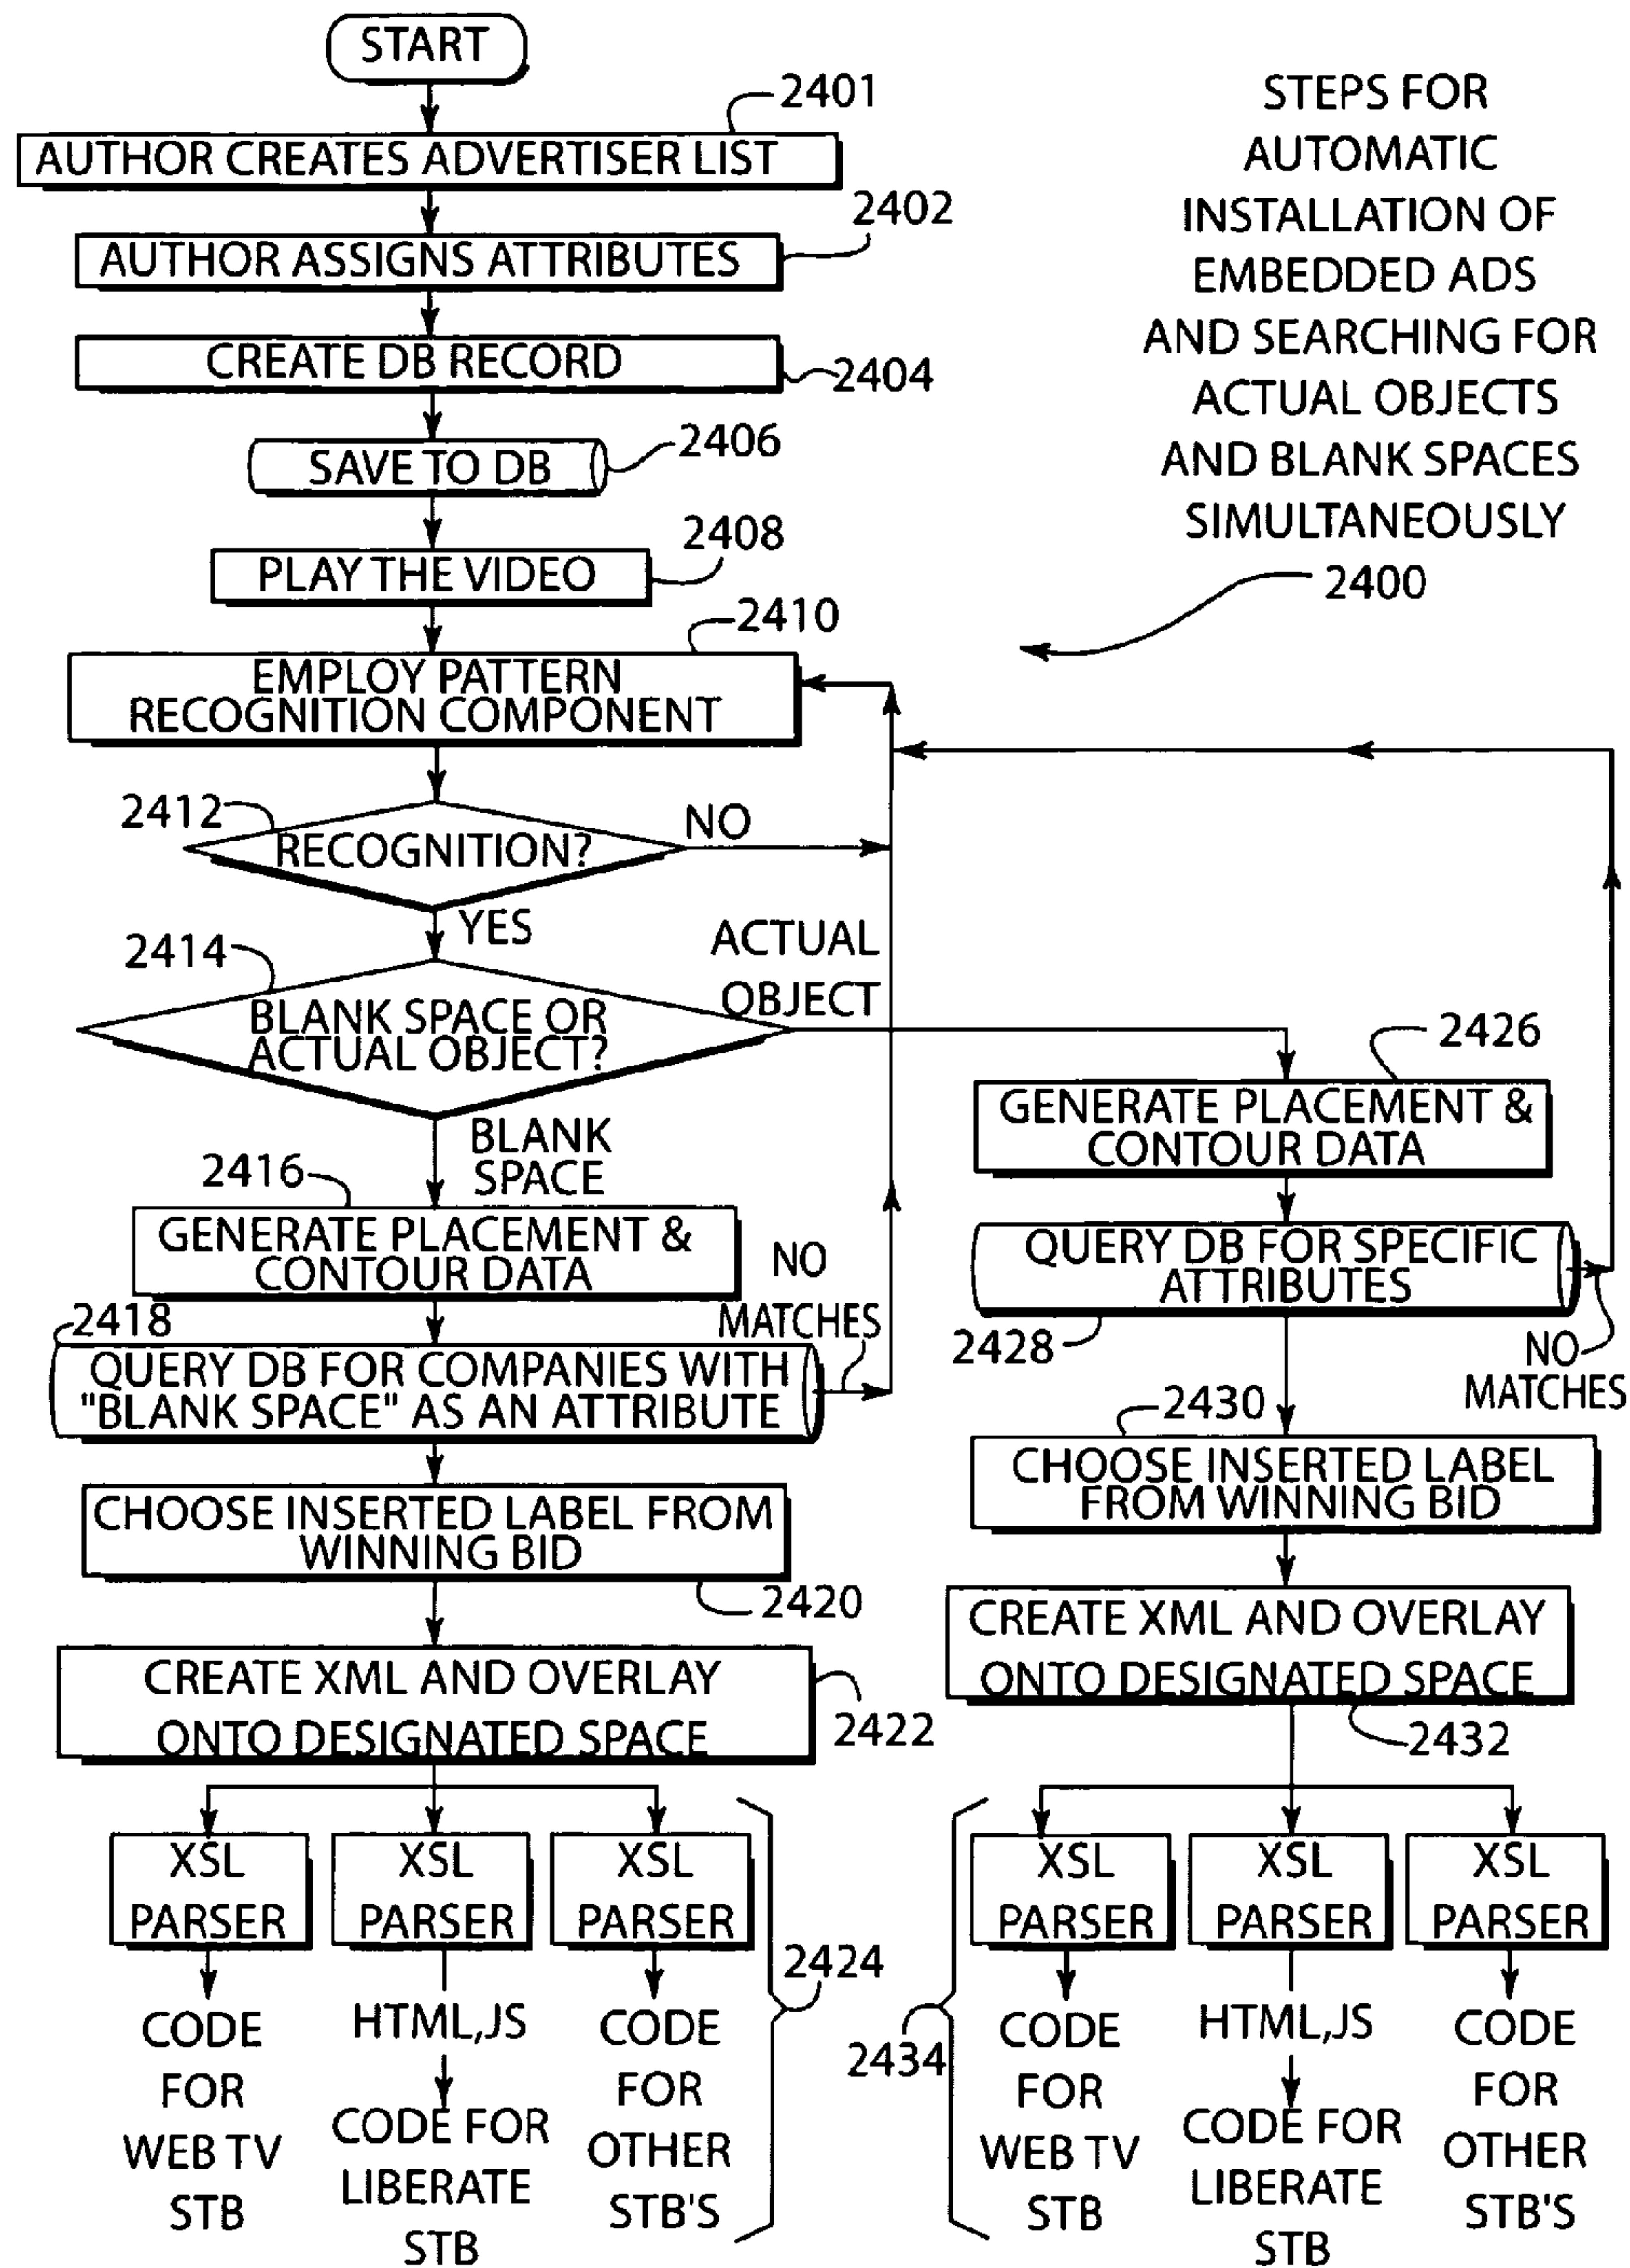 START
2401
AUTHOR CREATES ADVERTISER LIST
2402
AUTHOR ASSIGNS ATTRIBUTES
CREATE DB RECORD
2404
SAVE TO DB
2406
PLAY THE VIDEO
2408
STEPS FOR
AUTOMATIC
INSTALLATION OF
EMBEDDED ADS
AND SEARCHING FOR
ACTUAL OBJECTS
AND BLANK SPACES
SIMULTANEOUSLY
2400
2410
EMPLOY PATTERN
RECOGNITION COMPONENT
2412
RECOGNITION?
NO
YES
2414
BLANK SPACE OR
ACTUAL OBJECT?
ACTUAL
OBJECT
BLANK
SPACE
2416
GENERATE PLACEMENT &
CONTOUR DATA
NO
MATCHES
2418
QUERY DB FOR COMPANIES WITH
"BLANK SPACE" AS AN ATTRIBUTE
CHOOSE INSERTED LABEL FROM
WINNING BID
2420
CREATE XML AND OVERLAY
ONTO DESIGNATED SPACE
2422
XSL
PARSER
XSL
PARSER
XSL
PARSER
2424
CODE
FOR
WEB TV
STB
HTML,JS
CODE FOR
LIBERATE
STB
CODE
FOR
OTHER
STB'S
2426
GENERATE PLACEMENT &
CONTOUR DATA
QUERY DB FOR SPECIFIC
ATTRIBUTES
2428
NO
MATCHES
2430
CHOOSE INSERTED LABEL
FROM WINNING BID
CREATE XML AND OVERLAY
ONTO DESIGNATED SPACE
2432
XSL
PARSER
XSL
PARSER
XSL
PARSER
2434
CODE
FOR
WEB TV
STB
HTML,JS
CODE FOR
LIBERATE
STB
CODE
FOR
OTHER
STB'S